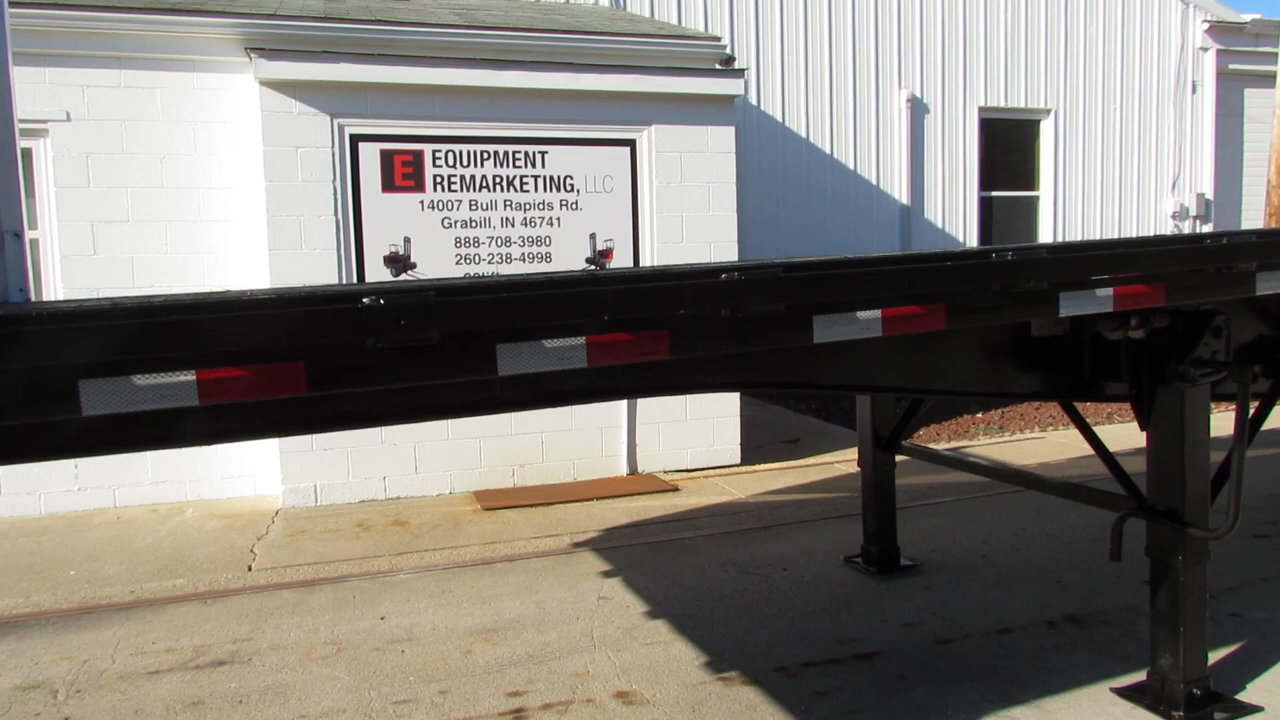 E EQUIPMENT
REMARKETING, LLC
14007 Bull Rapids Rd.
Grabill, IN 46741
888-708-3980
260-238-4998